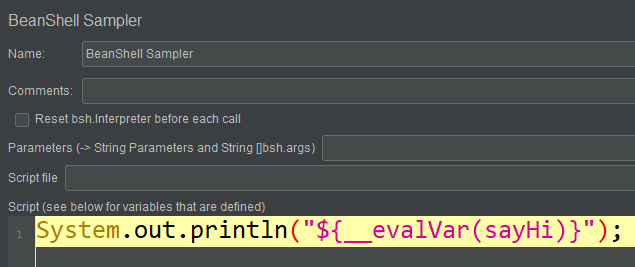 BeanShell Sampler
Name: BeanShell Sampler
Comments:
Reset bsh.Interpreter before each call
Parameters (-> String Parameters and String []bsh.args)
Script file
Script (see below for variables that are defined)
1 System.out.println("${__evalVar(sayHi)}");